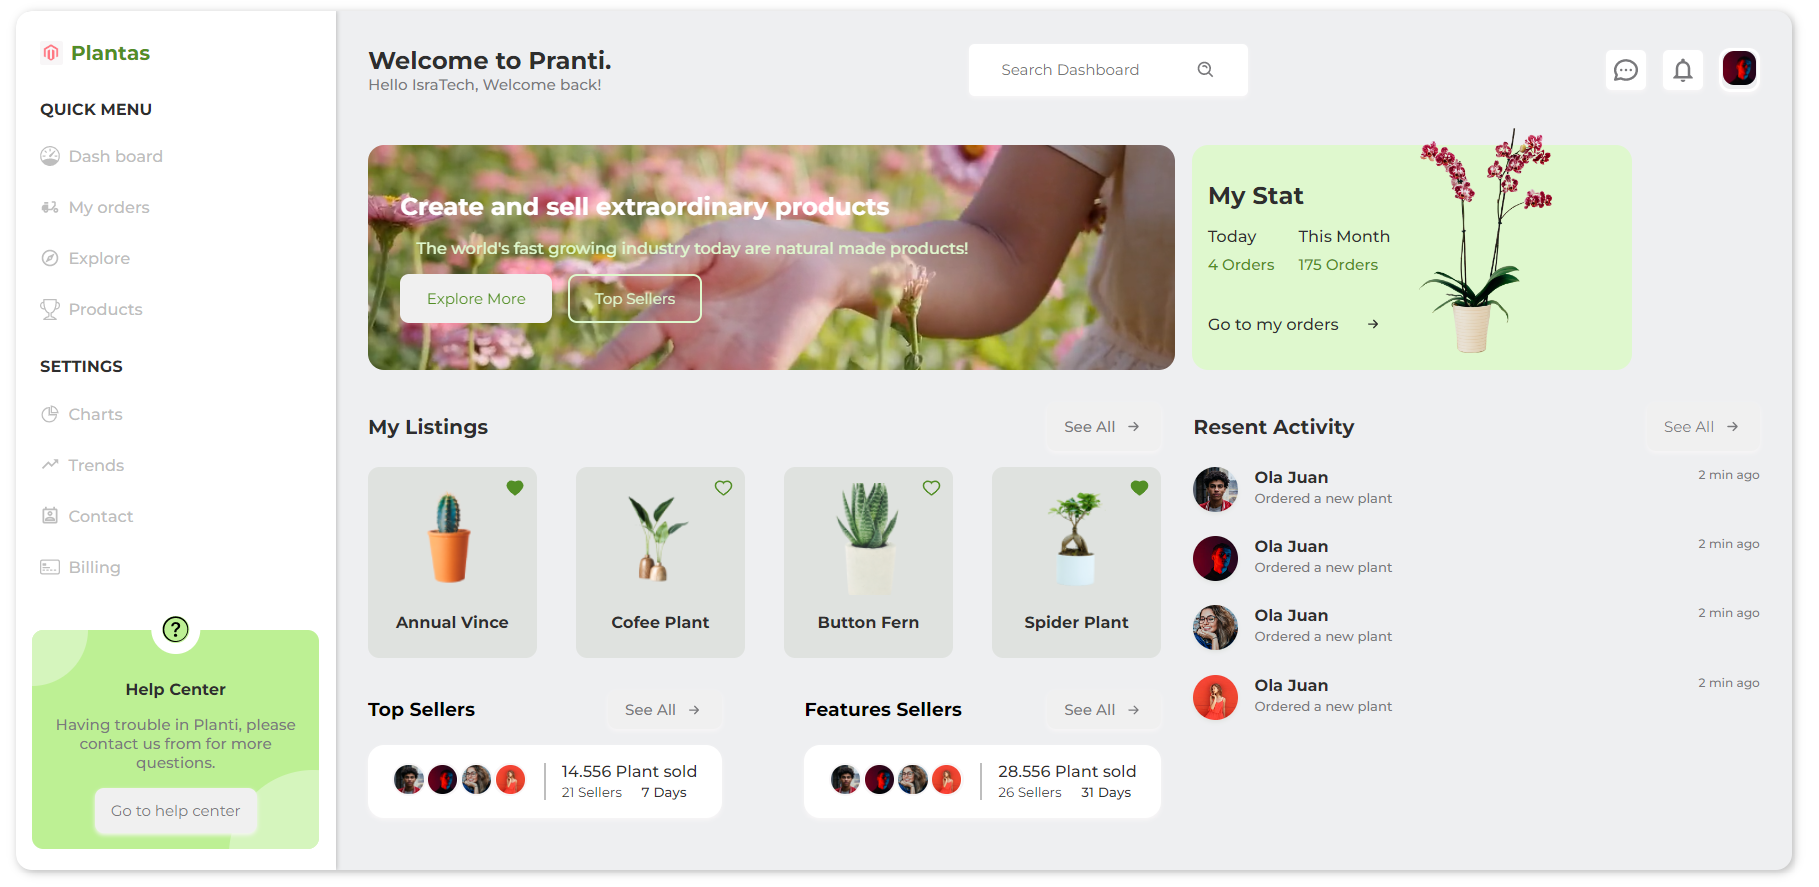 Plantas
QUICK MENU
Dash board
My orders
Explore
Products
SETTINGS
Charts
Trends
Contact
Billing
?
Help Center
Having trouble in Planti, please
contact us from for more
questions.
Go to help center
Welcome to Pranti.
Hello IsraTech, Welcome back!
Search Dashboard
Create and sell extraordinary products
The world's fast growing industry today are natural made products!
Explore More
Top Sellers
My Stat
Today This Month
4 Orders 175 Orders
Go to my orders
My Listings
See All
Annual Vince
Cofee Plant
Button Fern
Spider Plant
Top Sellers
See All
14.556 Plant sold
21 Sellers 7 Days
Features Sellers
See All
28.556 Plant sold
26 Sellers 31 Days
Resent Activity
See All
Ola Juan
2 min ago
Ordered a new plant
Ola Juan
2 min ago
Ordered a new plant
Ola Juan
2 min ago
Ordered a new plant
Ola Juan
2 min ago
Ordered a new plant